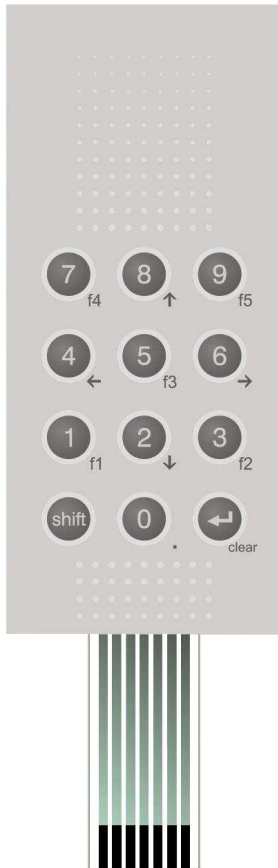 7 8 9
f4 ↑ f5
4 5 6
← f3 →
1 2 3
f1 ↓ f2
shift 0 ↵
. clear